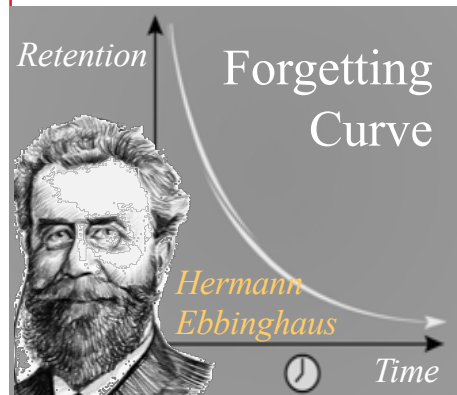 Retention
Forgetting
Curve
Hermann
Ebbinghaus
Time